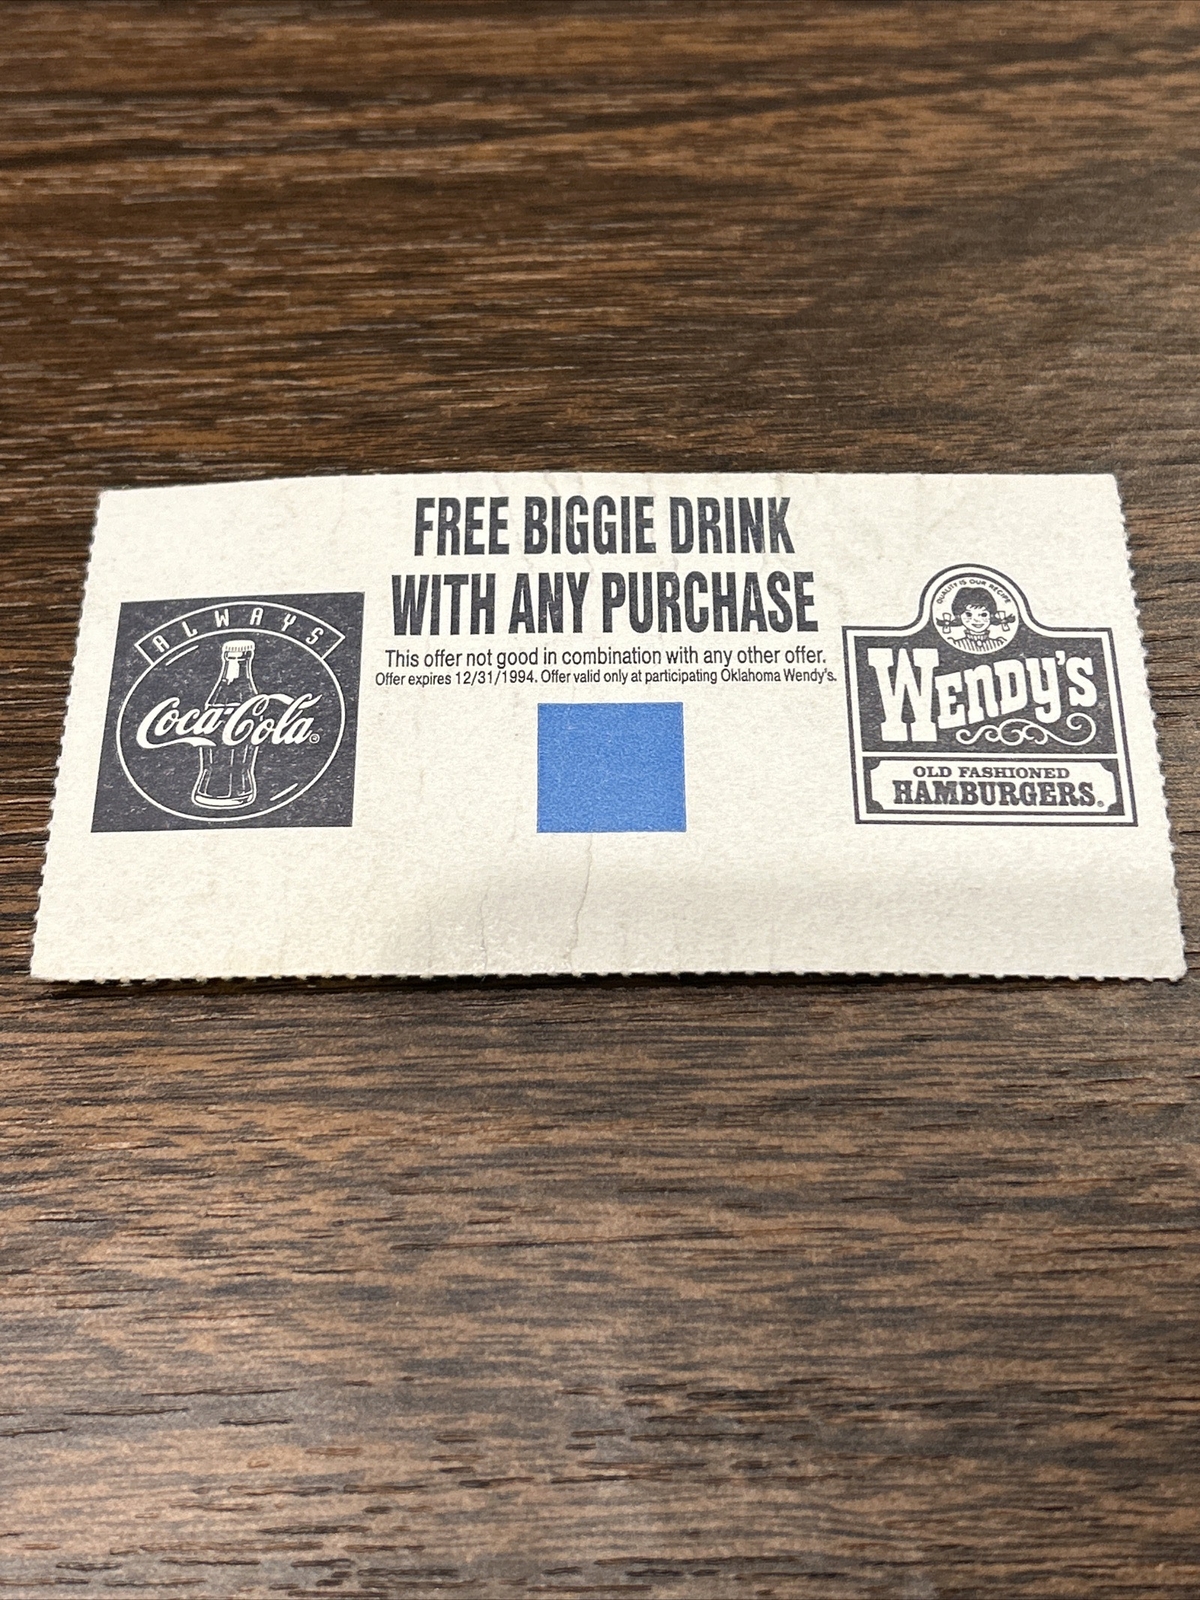 FREE BIGGIE DRINK
WITH ANY PURCHASE
This offer not good in combination with any other offer.
Offer expires 12/31/1994. Offer valid only at participating Oklahoma Wendy's.
ALWAYS
Coca-Cola®
QUALITY IS OUR RECIPE
WENDY'S
OLD FASHIONED
HAMBURGERS®